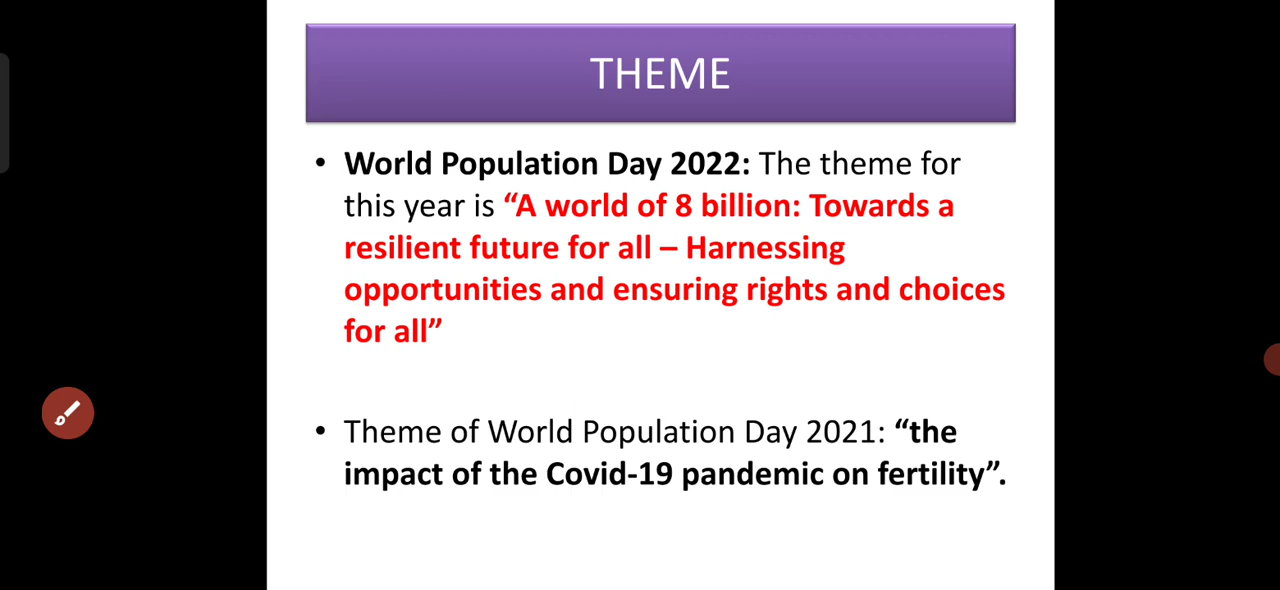 THEME
• World Population Day 2022: The theme for
this year is “A world of 8 billion: Towards a
resilient future for all – Harnessing
opportunities and ensuring rights and choices
for all”
• Theme of World Population Day 2021: “the
impact of the Covid-19 pandemic on fertility”.